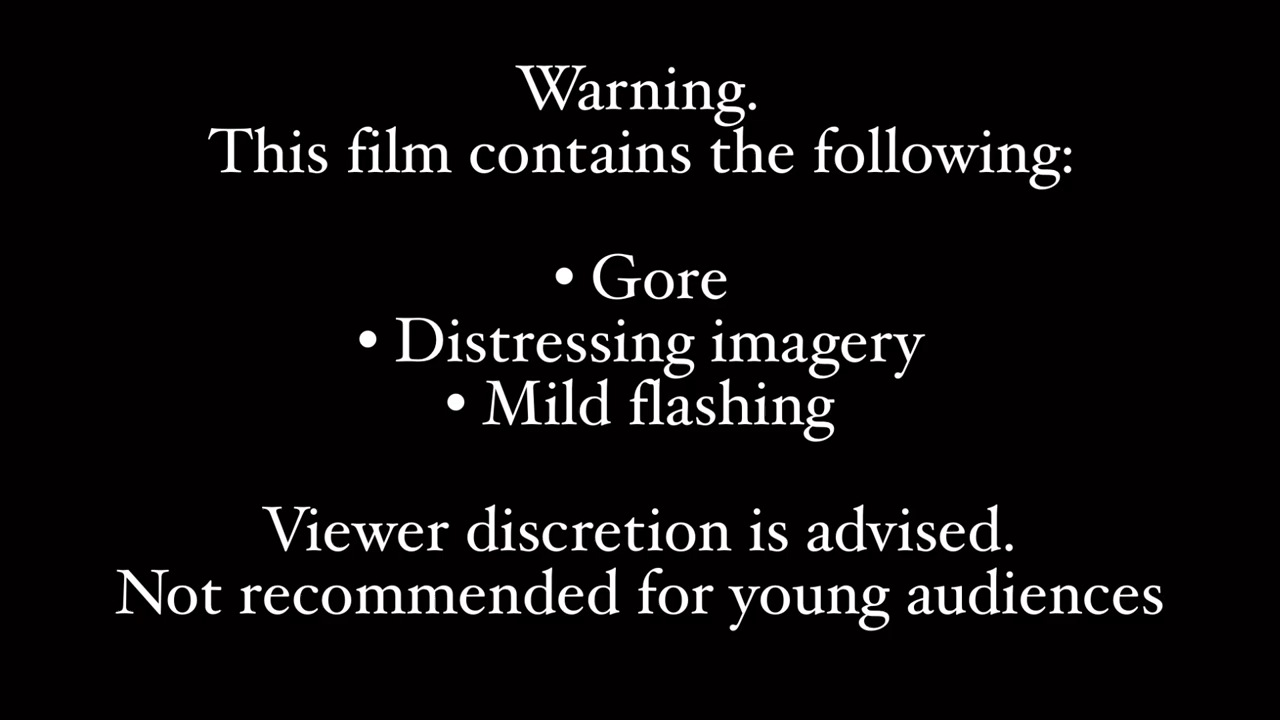 Warning.
This film contains the following:
• Gore
• Distressing imagery
• Mild flashing
Viewer discretion is advised.
Not recommended for young audiences